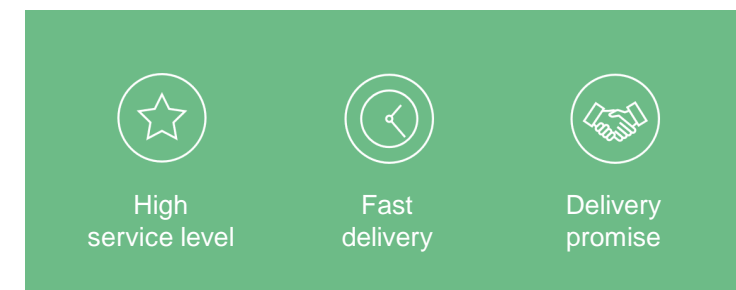 High
service level
Fast
delivery
Delivery
promise